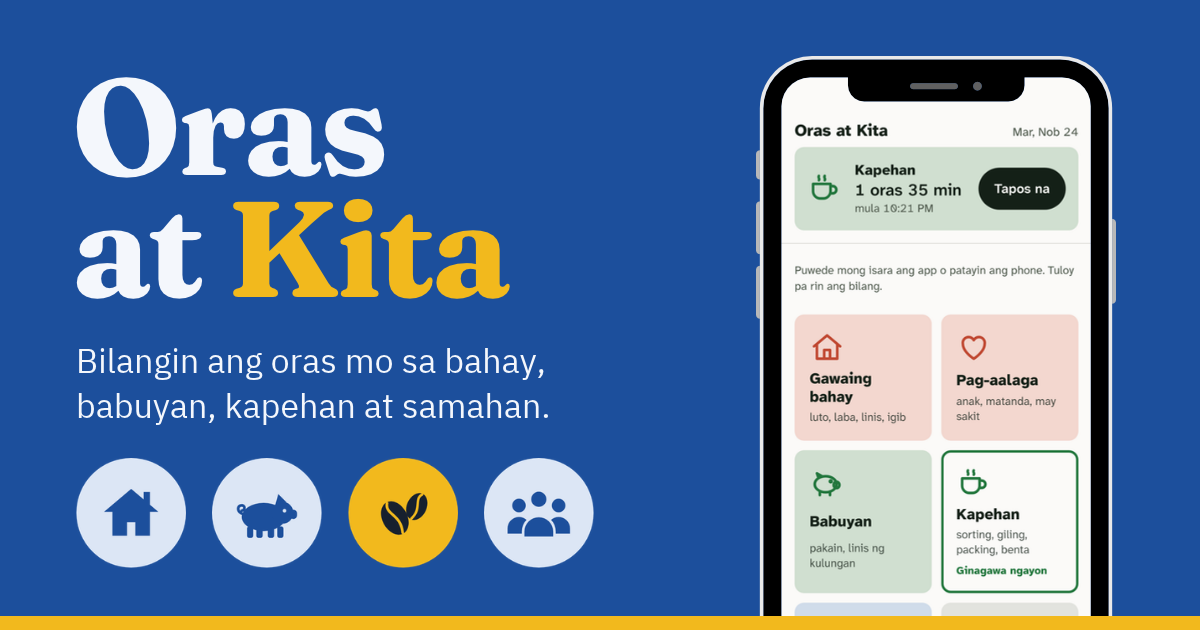 Oras
at Kita
Bilangin ang oras mo sa bahay,
babuyan, kapehan at samahan.
Oras at Kita
Mar, Nob 24
Kapehan
1 oras 35 min
mula 10:21 PM
Tapos na
Puwede mong isara ang app o patayin ang phone. Tuloy
pa rin ang bilang.
Gawaing
bahay
luto, laba, linis, igib
Pag-aalaga
anak, matanda, may
sakit
Babuyan
pakain, linis ng
kulungan
Kapehan
sorting, giling,
packing, benta
Ginagawa ngayon